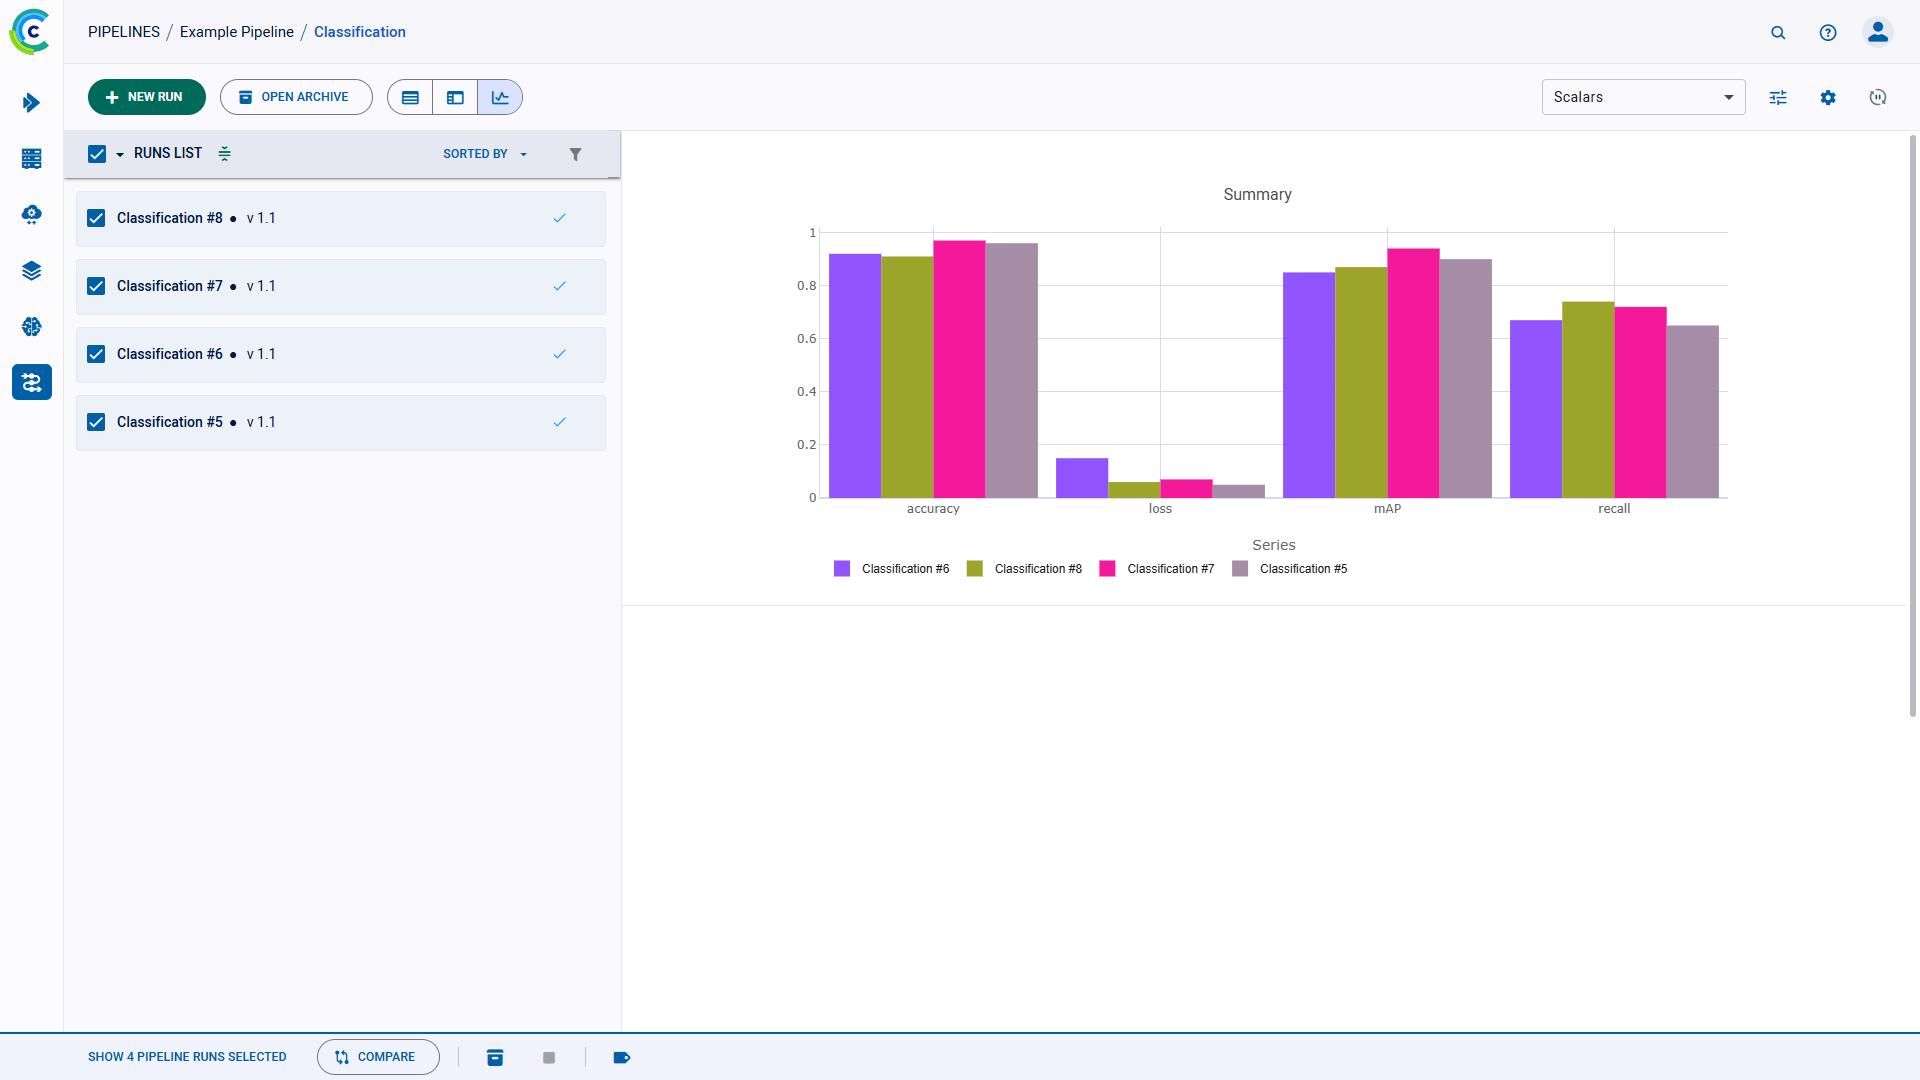 PIPELINES / Example Pipeline / Classification
NEW RUN
OPEN ARCHIVE
Scalars
RUNS LIST
SORTED BY
Classification #8 ● v 1.1
Classification #7 ● v 1.1
Classification #6 ● v 1.1
Classification #5 ● v 1.1
Summary
1
0.8
0.6
0.4
0.2
0
accuracy loss mAP recall
Series
Classification #6 Classification #8 Classification #7 Classification #5
SHOW 4 PIPELINE RUNS SELECTED
COMPARE